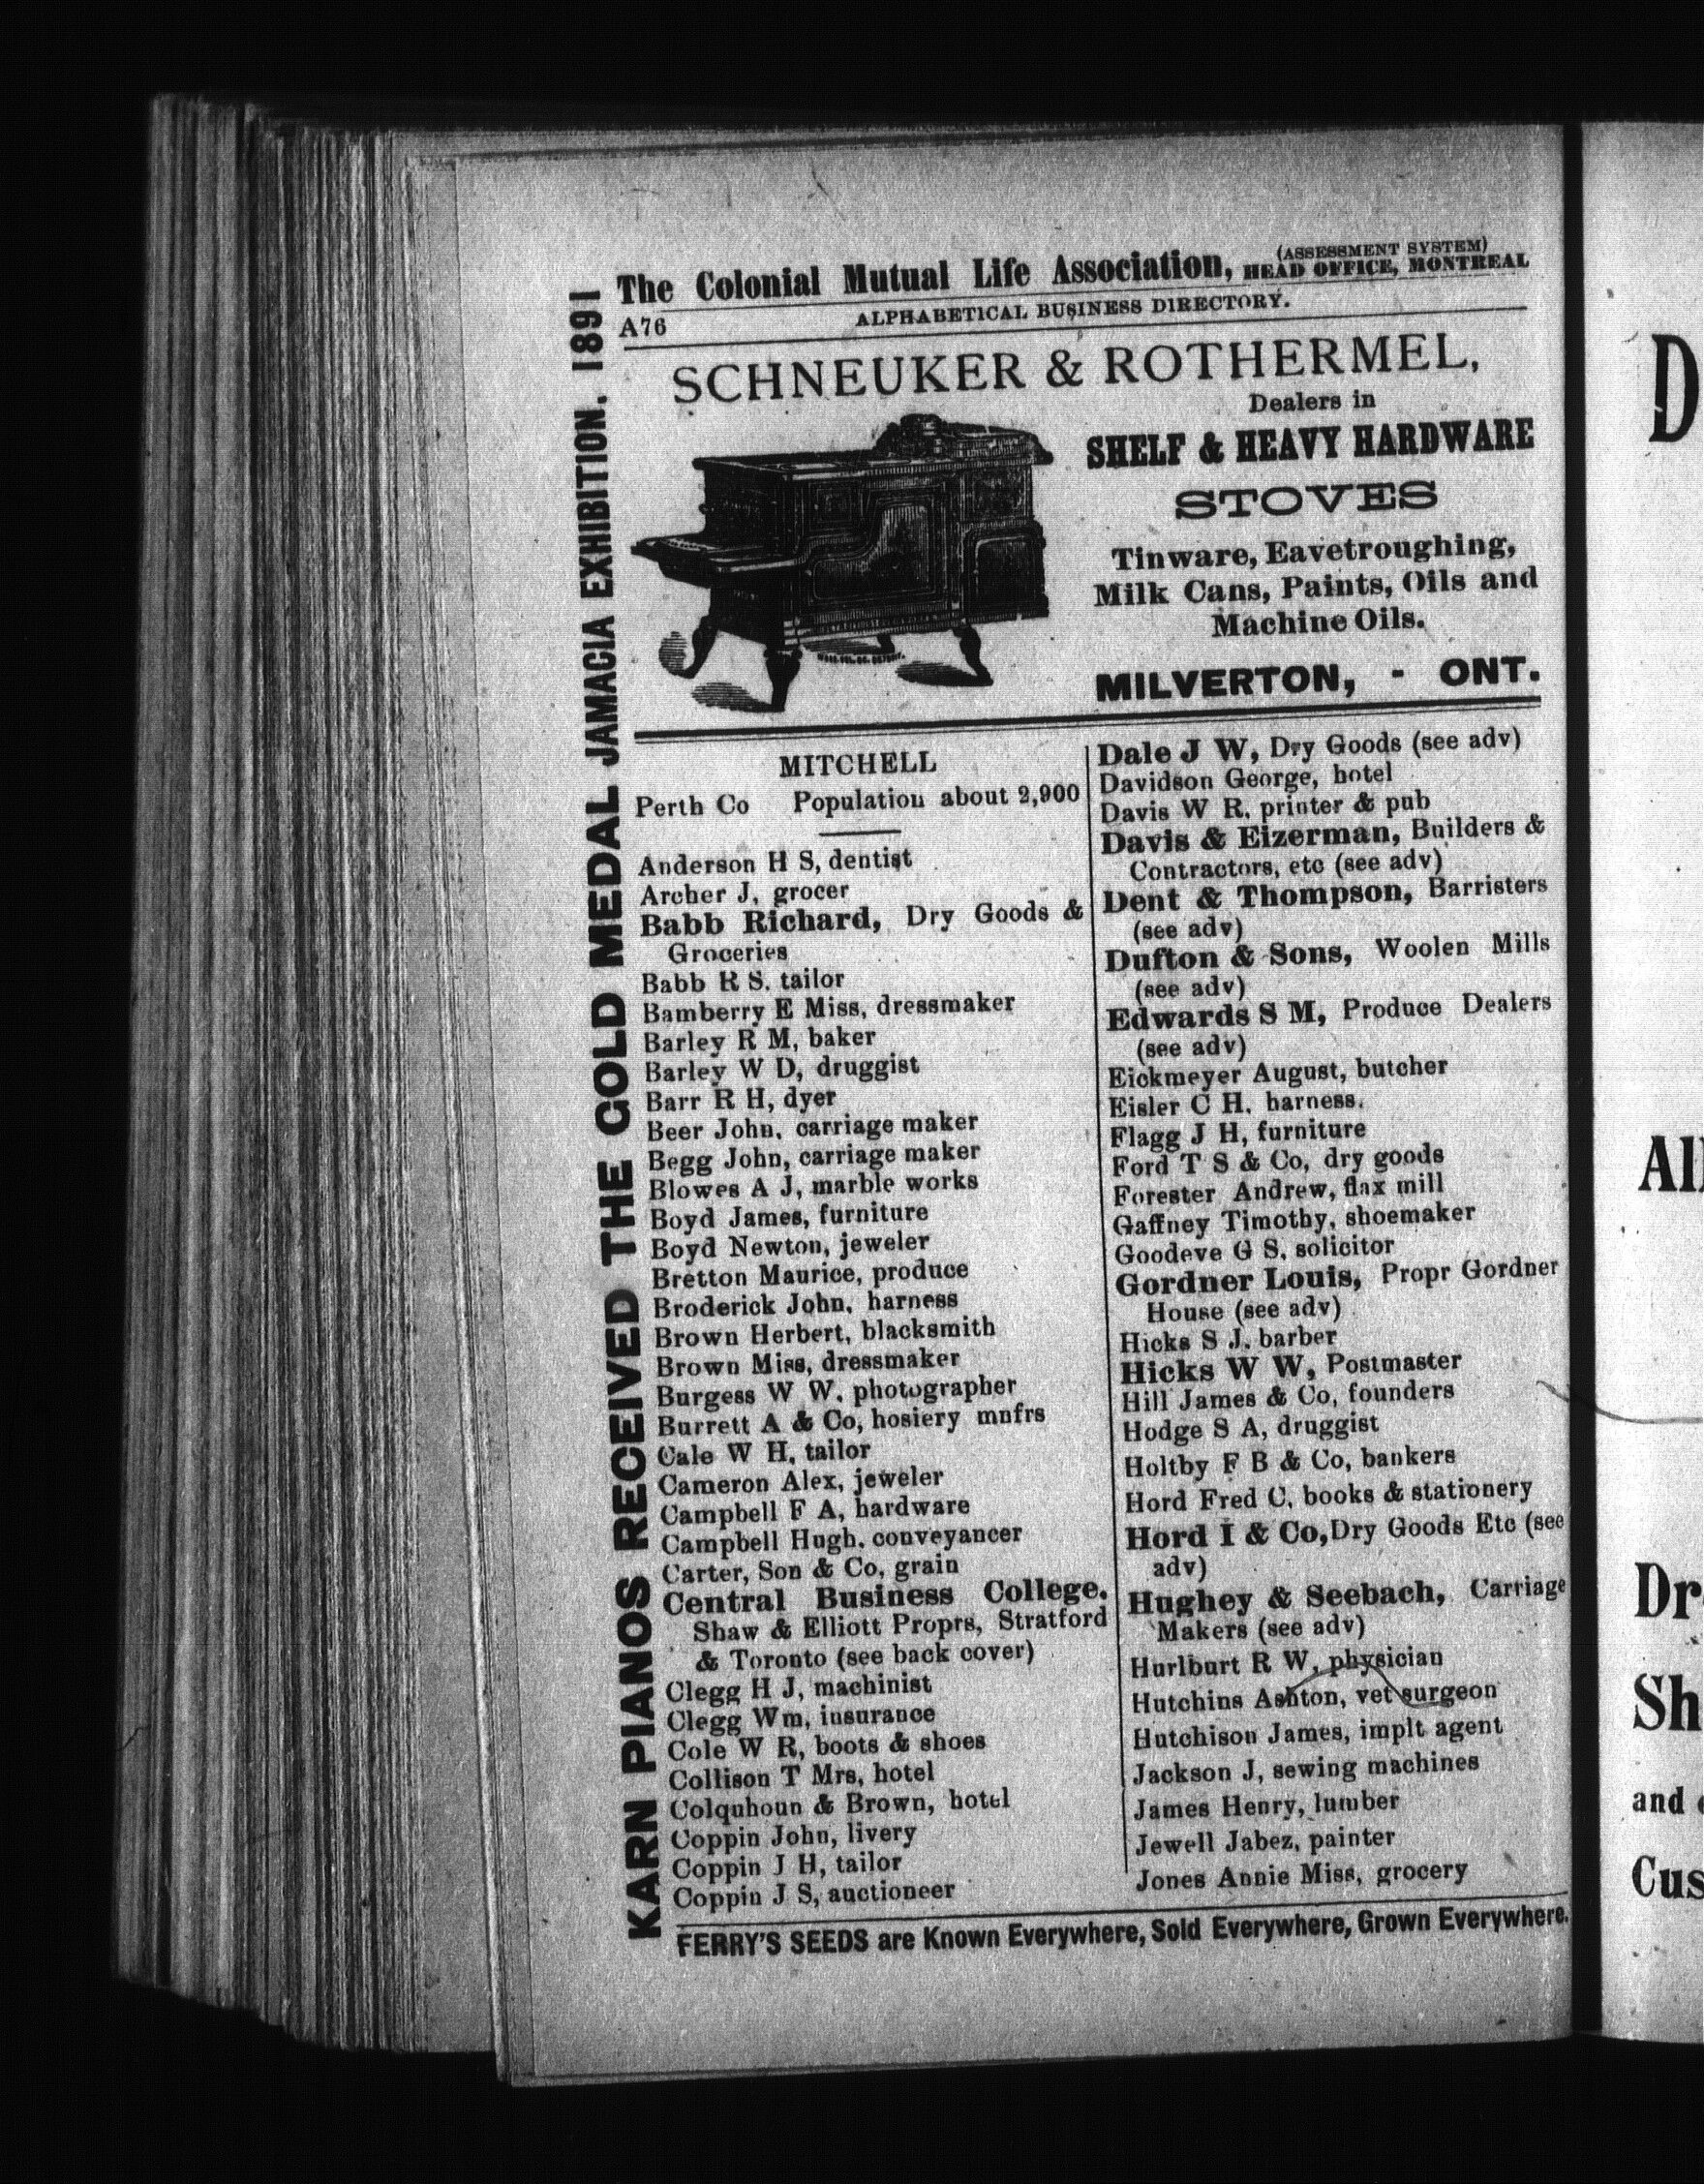 The Colonial Mutual Life Association, (ASSESSMENT SYSTEM) HEAD OFFICE, MONTREAL
A76 ALPHABETICAL BUSINESS DIRECTORY.
KARN PIANOS RECEIVED THE GOLD MEDAL JAMACIA EXHIBITION. 1891
SCHNEUKER & ROTHERMEL,
Dealers in
SHELF & HEAVY HARDWARE
STOVES
Tinware, Eavetroughing,
Milk Cans, Paints, Oils and
Machine Oils.
MILVERTON, - ONT.
MITCHELL
Perth Co Population about 2,900
Anderson H S, dentist
Archer J, grocer
Babb Richard, Dry Goods &
Groceries
Babb R S. tailor
Bamberry E Miss, dressmaker
Barley R M, baker
Barley W D, druggist
Barr R H, dyer
Beer John, carriage maker
Begg John, carriage maker
Blowes A J, marble works
Boyd James, furniture
Boyd Newton, jeweler
Bretton Maurice, produce
Broderick John, harness
Brown Herbert, blacksmith
Brown Miss, dressmaker
Burgess W W. photographer
Burrett A & Co, hosiery mnfrs
Cale W H, tailor
Cameron Alex, jeweler
Campbell F A, hardware
Campbell Hugh. conveyancer
Carter, Son & Co, grain
Central Business College.
Shaw & Elliott Proprs, Stratford
& Toronto (see back cover)
Clegg H J, machinist
Clegg Wm, insurance
Cole W R, boots & shoes
Collison T Mrs, hotel
Colquhoun & Brown, hotel
Coppin John, livery
Coppin J H, tailor
Coppin J S, auctioneer
Dale J W, Dry Goods (see adv)
Davidson George, hotel
Davis W R. printer & pub
Davis & Eizerman, Builders &
Contractors, etc (see adv)
Dent & Thompson, Barristers
(see adv)
Dufton & Sons, Woolen Mills
(see adv)
Edwards S M, Produce Dealers
(see adv)
Eickmeyer August, butcher
Eisler C H. harness.
Flagg J H, furniture
Ford T S & Co, dry goods
Forester Andrew, flax mill
Gaffney Timothy, shoemaker
Goodeve G S. solicitor
Gordner Louis, Propr Gordner
House (see adv)
Hicks S J. barber
Hicks W W, Postmaster
Hill James & Co, founders
Hodge S A, druggist
Holtby F B & Co, bankers
Hord Fred C. books & stationery
Hord I & Co, Dry Goods Etc (see
adv)
Hughey & Seebach, Carriage
Makers (see adv)
Hurlburt R W, physician
Hutchins Ashton, vet surgeon
Hutchison James, implt agent
Jackson J, sewing machines
James Henry, lumber
Jewell Jabez, painter
Jones Annie Miss, grocery
FERRY'S SEEDS are Known Everywhere, Sold Everywhere, Grown Everywhere.
D
All
Dr
Sh
and
Cus